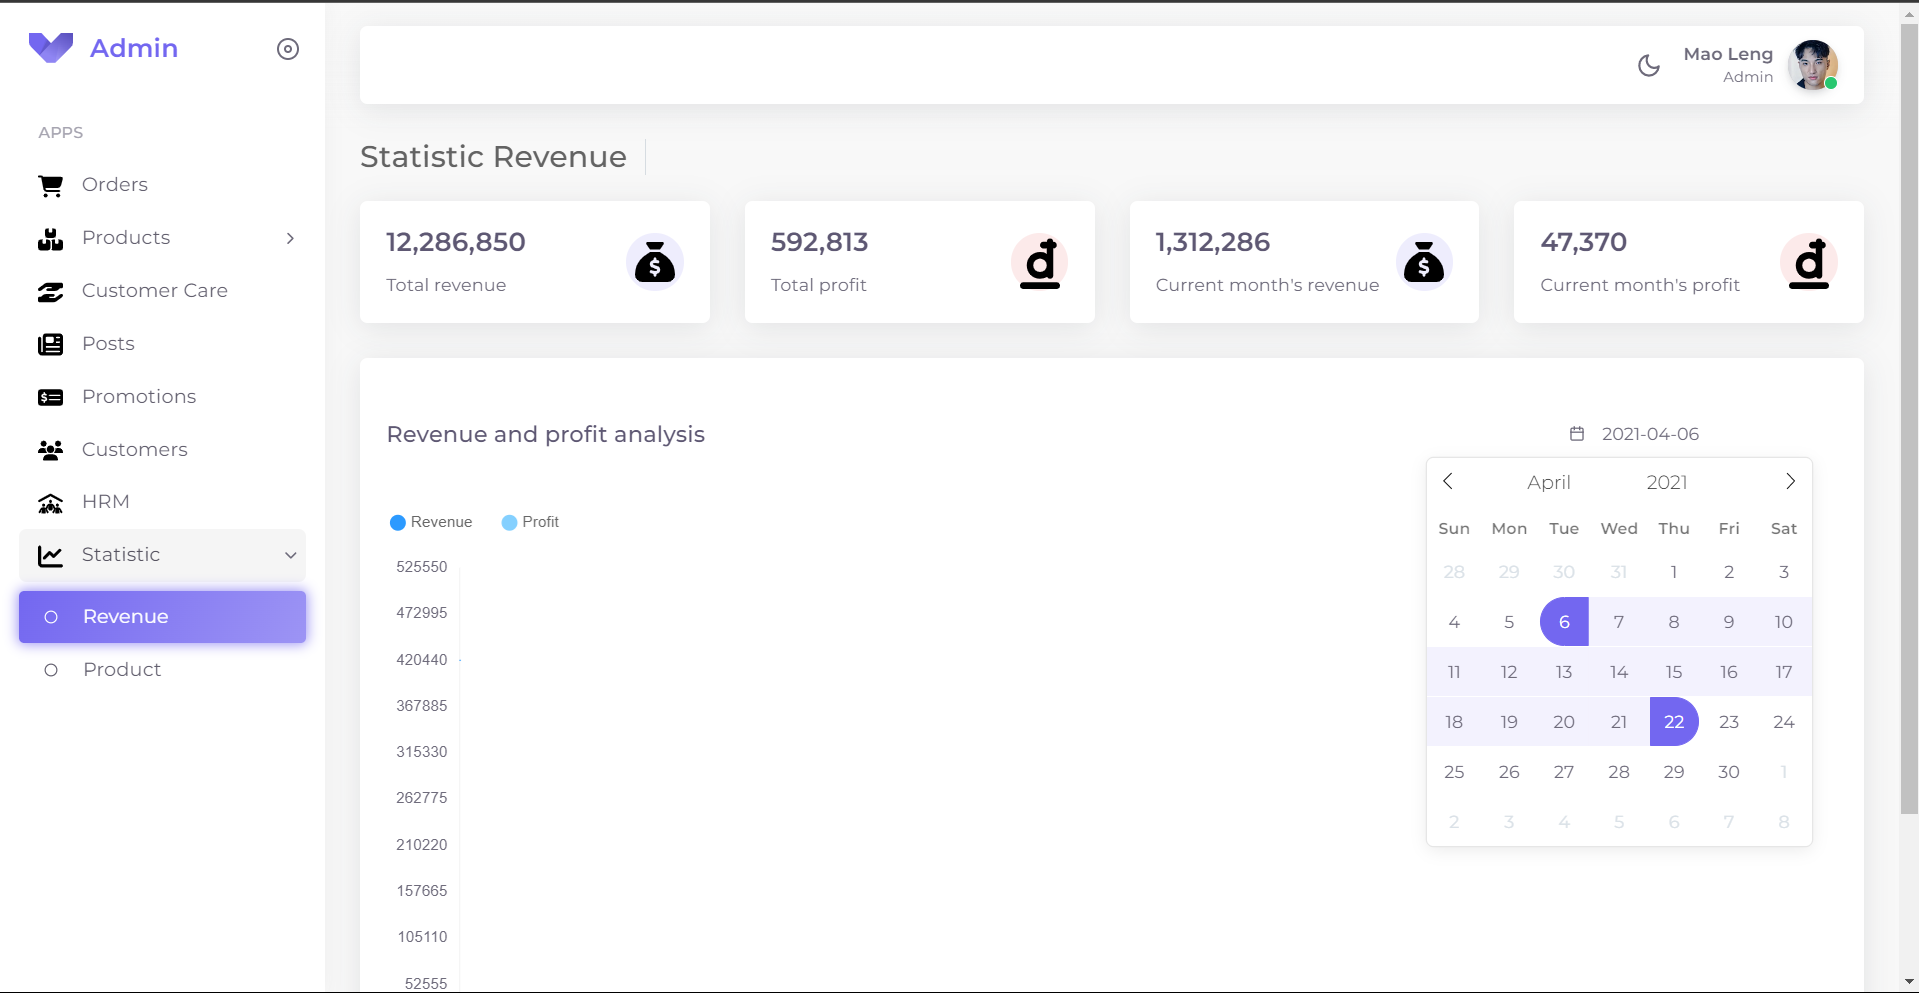 Admin
Mao Leng
Admin
APPS
Orders
Products
Customer Care
Posts
Promotions
Customers
HRM
Statistic
Revenue
Product
Statistic Revenue
12,286,850
Total revenue
$
592,813
Total profit
đ
1,312,286
Current month's revenue
$
47,370
Current month's profit
đ
Revenue and profit analysis
2021-04-06
Revenue Profit
525550
472995
420440
367885
315330
262775
210220
157665
105110
52555
April 2021
Sun Mon Tue Wed Thu Fri Sat
28 29 30 31 1 2 3
4 5 6 7 8 9 10
11 12 13 14 15 16 17
18 19 20 21 22 23 24
25 26 27 28 29 30 1
2 3 4 5 6 7 8